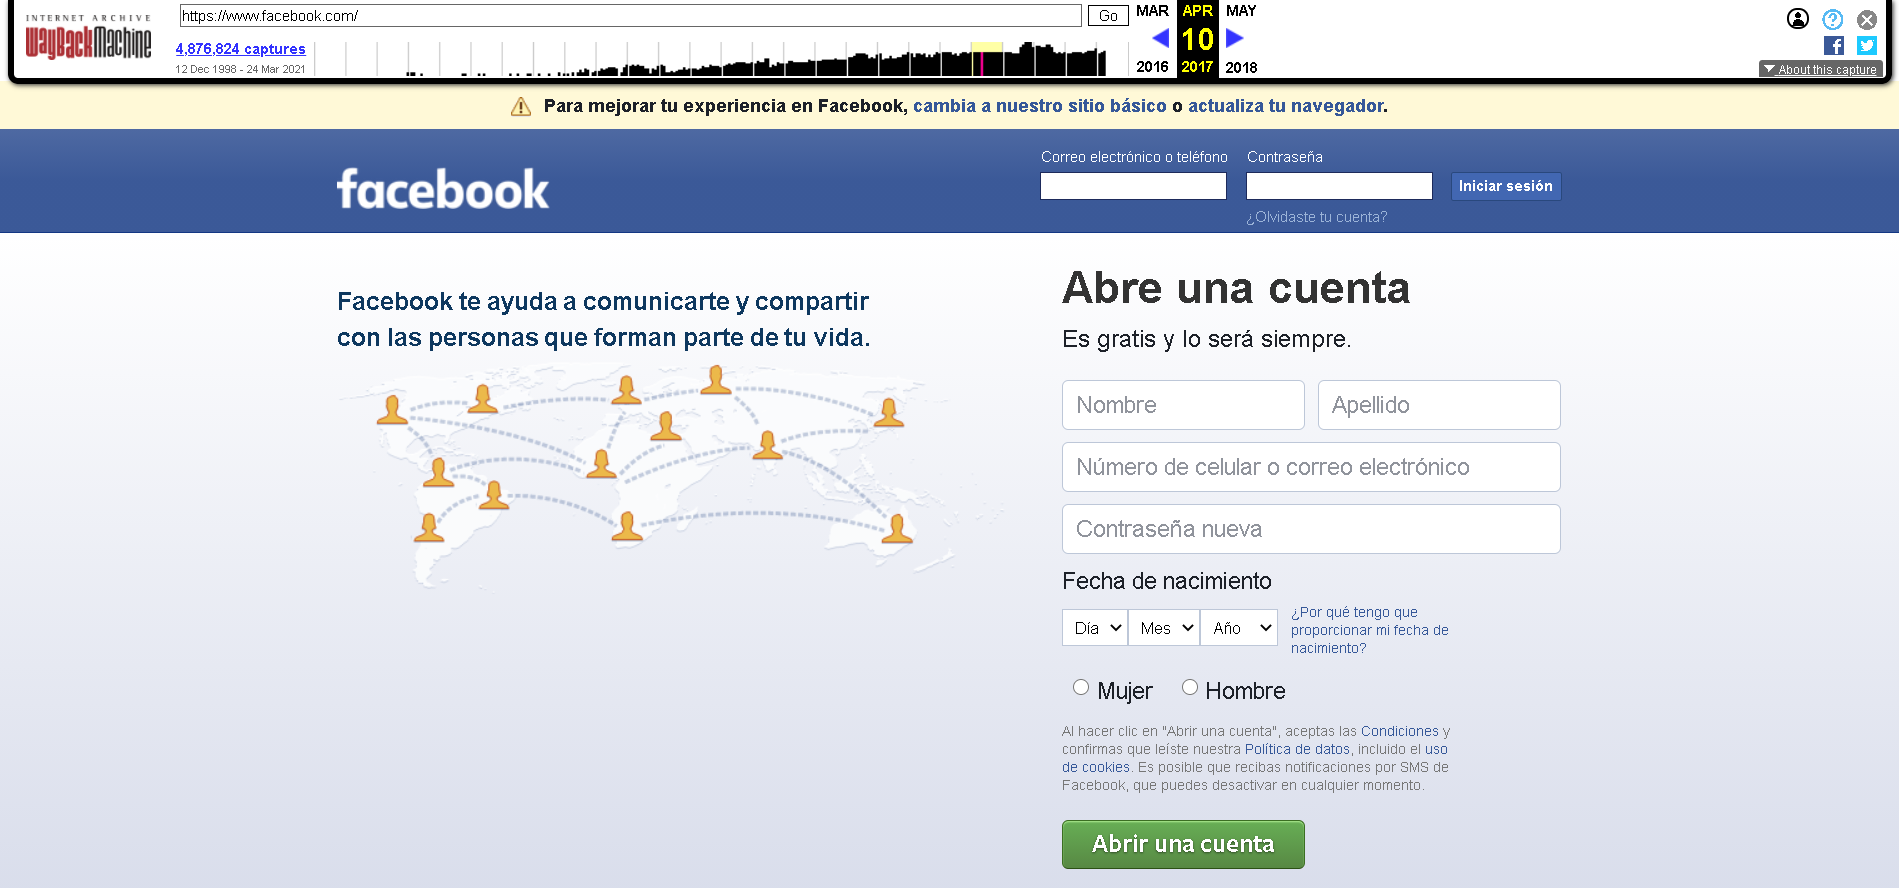 INTERNET ARCHIVE
WayBackMachine
https://www.facebook.com/
Go
4,876,824 captures
12 Dec 1998 - 24 Mar 2021
MAR APR MAY
10
2016 2017 2018
About this capture
Para mejorar tu experiencia en Facebook, cambia a nuestro sitio básico o actualiza tu navegador.
facebook
Correo electrónico o teléfono
Contraseña
Iniciar sesión
¿Olvidaste tu cuenta?
Facebook te ayuda a comunicarte y compartir
con las personas que forman parte de tu vida.
Abre una cuenta
Es gratis y lo será siempre.
Nombre
Apellido
Número de celular o correo electrónico
Contraseña nueva
Fecha de nacimiento
Día Mes Año
¿Por qué tengo que
proporcionar mi fecha de
nacimiento?
Mujer Hombre
Al hacer clic en "Abrir una cuenta", aceptas las Condiciones y
confirmas que leíste nuestra Política de datos, incluido el uso
de cookies. Es posible que recibas notificaciones por SMS de
Facebook, que puedes desactivar en cualquier momento.
Abrir una cuenta